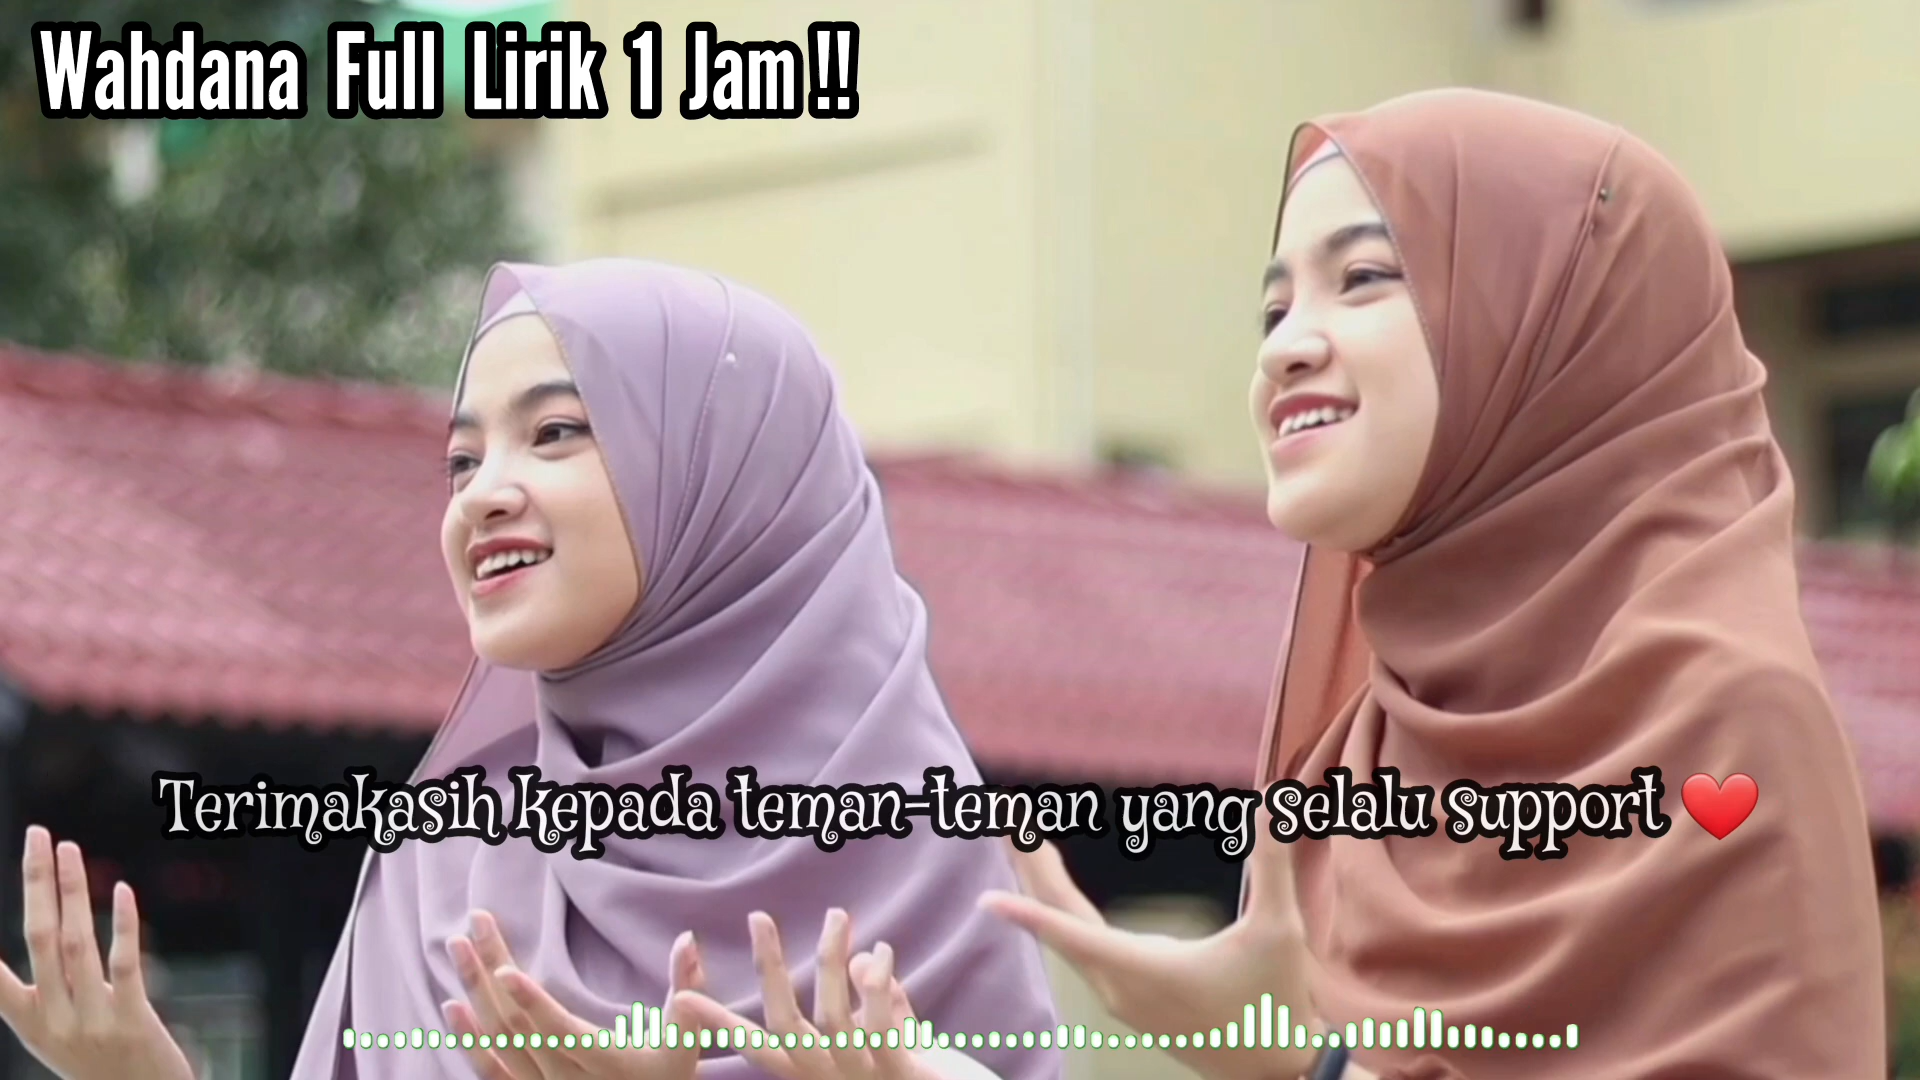 Wahdana Full Lirik 1 Jam!!
Terimakasih kepada teman-teman yang selalu support ❤️